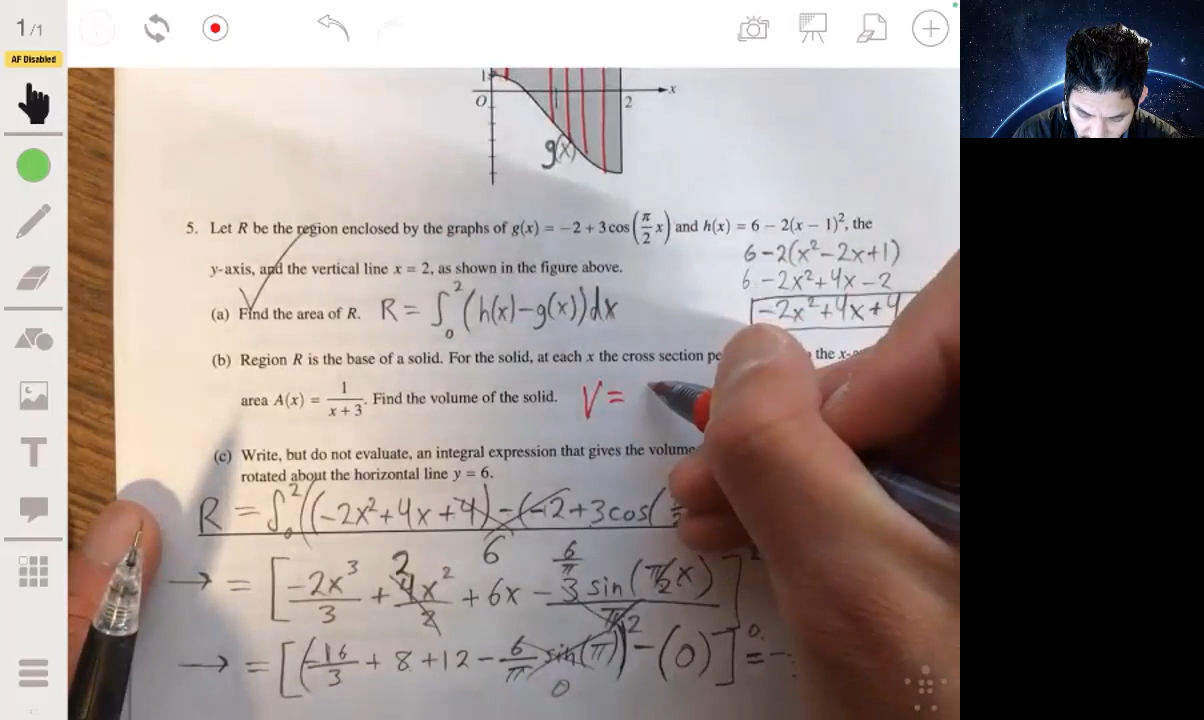 1/1
AF Disabled
T
1
O
2
x
g(x)
5. Let R be the region enclosed by the graphs of g(x) = −2 + 3 cos(π/2 x) and h(x) = 6 − 2(x − 1)², the
y-axis, and the vertical line x = 2, as shown in the figure above.
6-2(x²-2x+1)
6-2x²+4x-2
-2x²+4x+4
(a) Find the area of R. R = ∫₀² (h(x)-g(x))dx
(b) Region R is the base of a solid. For the solid, at each x the cross section the
area A(x) = 1/(x + 3). Find the volume of the solid. V =
(c) Write, but do not evaluate, an integral expression that gives the volume
rotated about the horizontal line y = 6.
R = ∫₀² ((-2x²+4x+4) - (-2+3cos(
6
→ = [-2x³/3 + 4x²/2 + 6x - 3 sin(π/2 x)/(π/2)]
→ = [(-16/3 + 8 + 12 - 6/π sin(π)) - (0)] = -
0